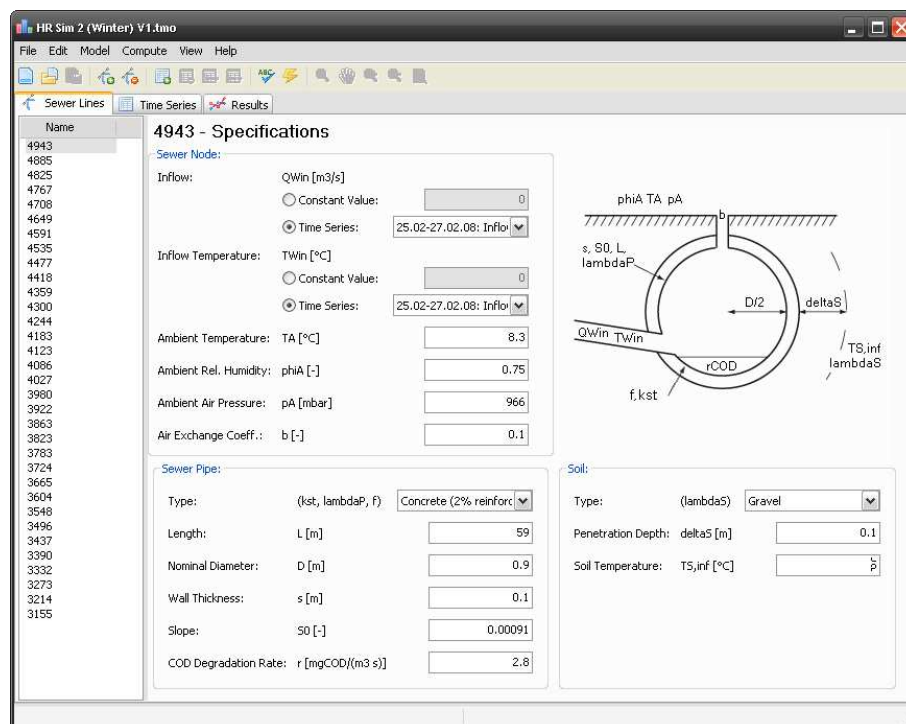 HR Sim 2 (Winter) V1.tmo
File Edit Model Compute View Help
ABC
Sewer Lines Time Series Results
Name
4943
4885
4825
4767
4708
4649
4591
4535
4477
4418
4359
4300
4244
4183
4123
4086
4027
3980
3922
3863
3823
3783
3724
3665
3604
3548
3496
3437
3390
3332
3273
3214
3155
4943 - Specifications
Sewer Node:
Inflow: QWin [m3/s]
Constant Value: 0
Time Series: 25.02-27.02.08: Inflo
Inflow Temperature: TWin [°C]
Constant Value: 0
Time Series: 25.02-27.02.08: Inflo
Ambient Temperature: TA [°C] 8.3
Ambient Rel. Humidity: phiA [-] 0.75
Ambient Air Pressure: pA [mbar] 966
Air Exchange Coeff.: b [-] 0.1
phiA TA pA
b
s, S0, L,
lambdaP
D/2 deltaS
QWin TWin
rCOD
TS,inf
lambdaS
f,kst
Sewer Pipe:
Type: (kst, lambdaP, f) Concrete (2% reinforc
Length: L [m] 59
Nominal Diameter: D [m] 0.9
Wall Thickness: s [m] 0.1
Slope: S0 [-] 0.00091
COD Degradation Rate: r [mgCOD/(m3 s)] 2.8
Soil:
Type: (lambdaS) Gravel
Penetration Depth: deltaS [m] 0.1
Soil Temperature: TS,inf [°C]